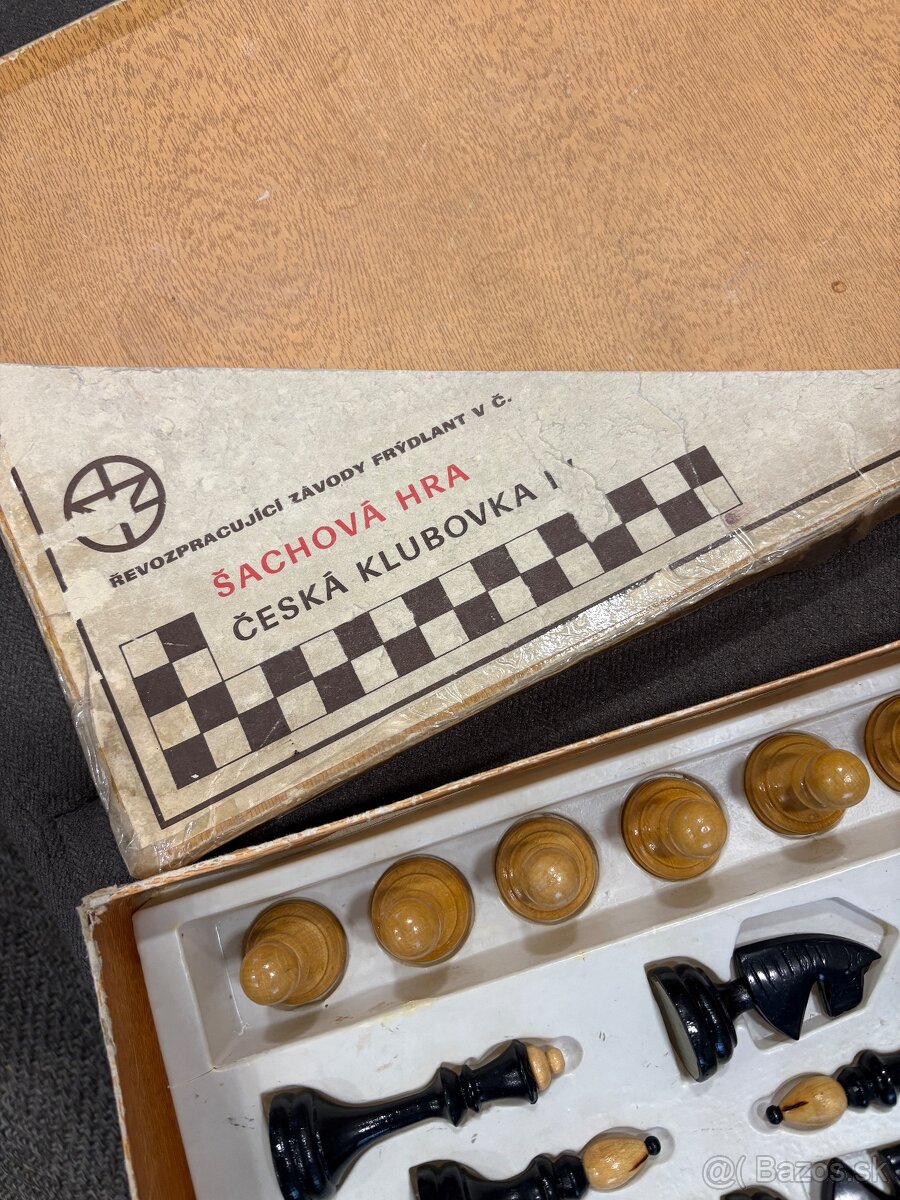 ŘEVOZPRACUJÍCÍ ZÁVODY FRÝDLANT V Č.
ŠACHOVÁ HRA
ČESKÁ KLUBOVKA
@( Bazos.sk